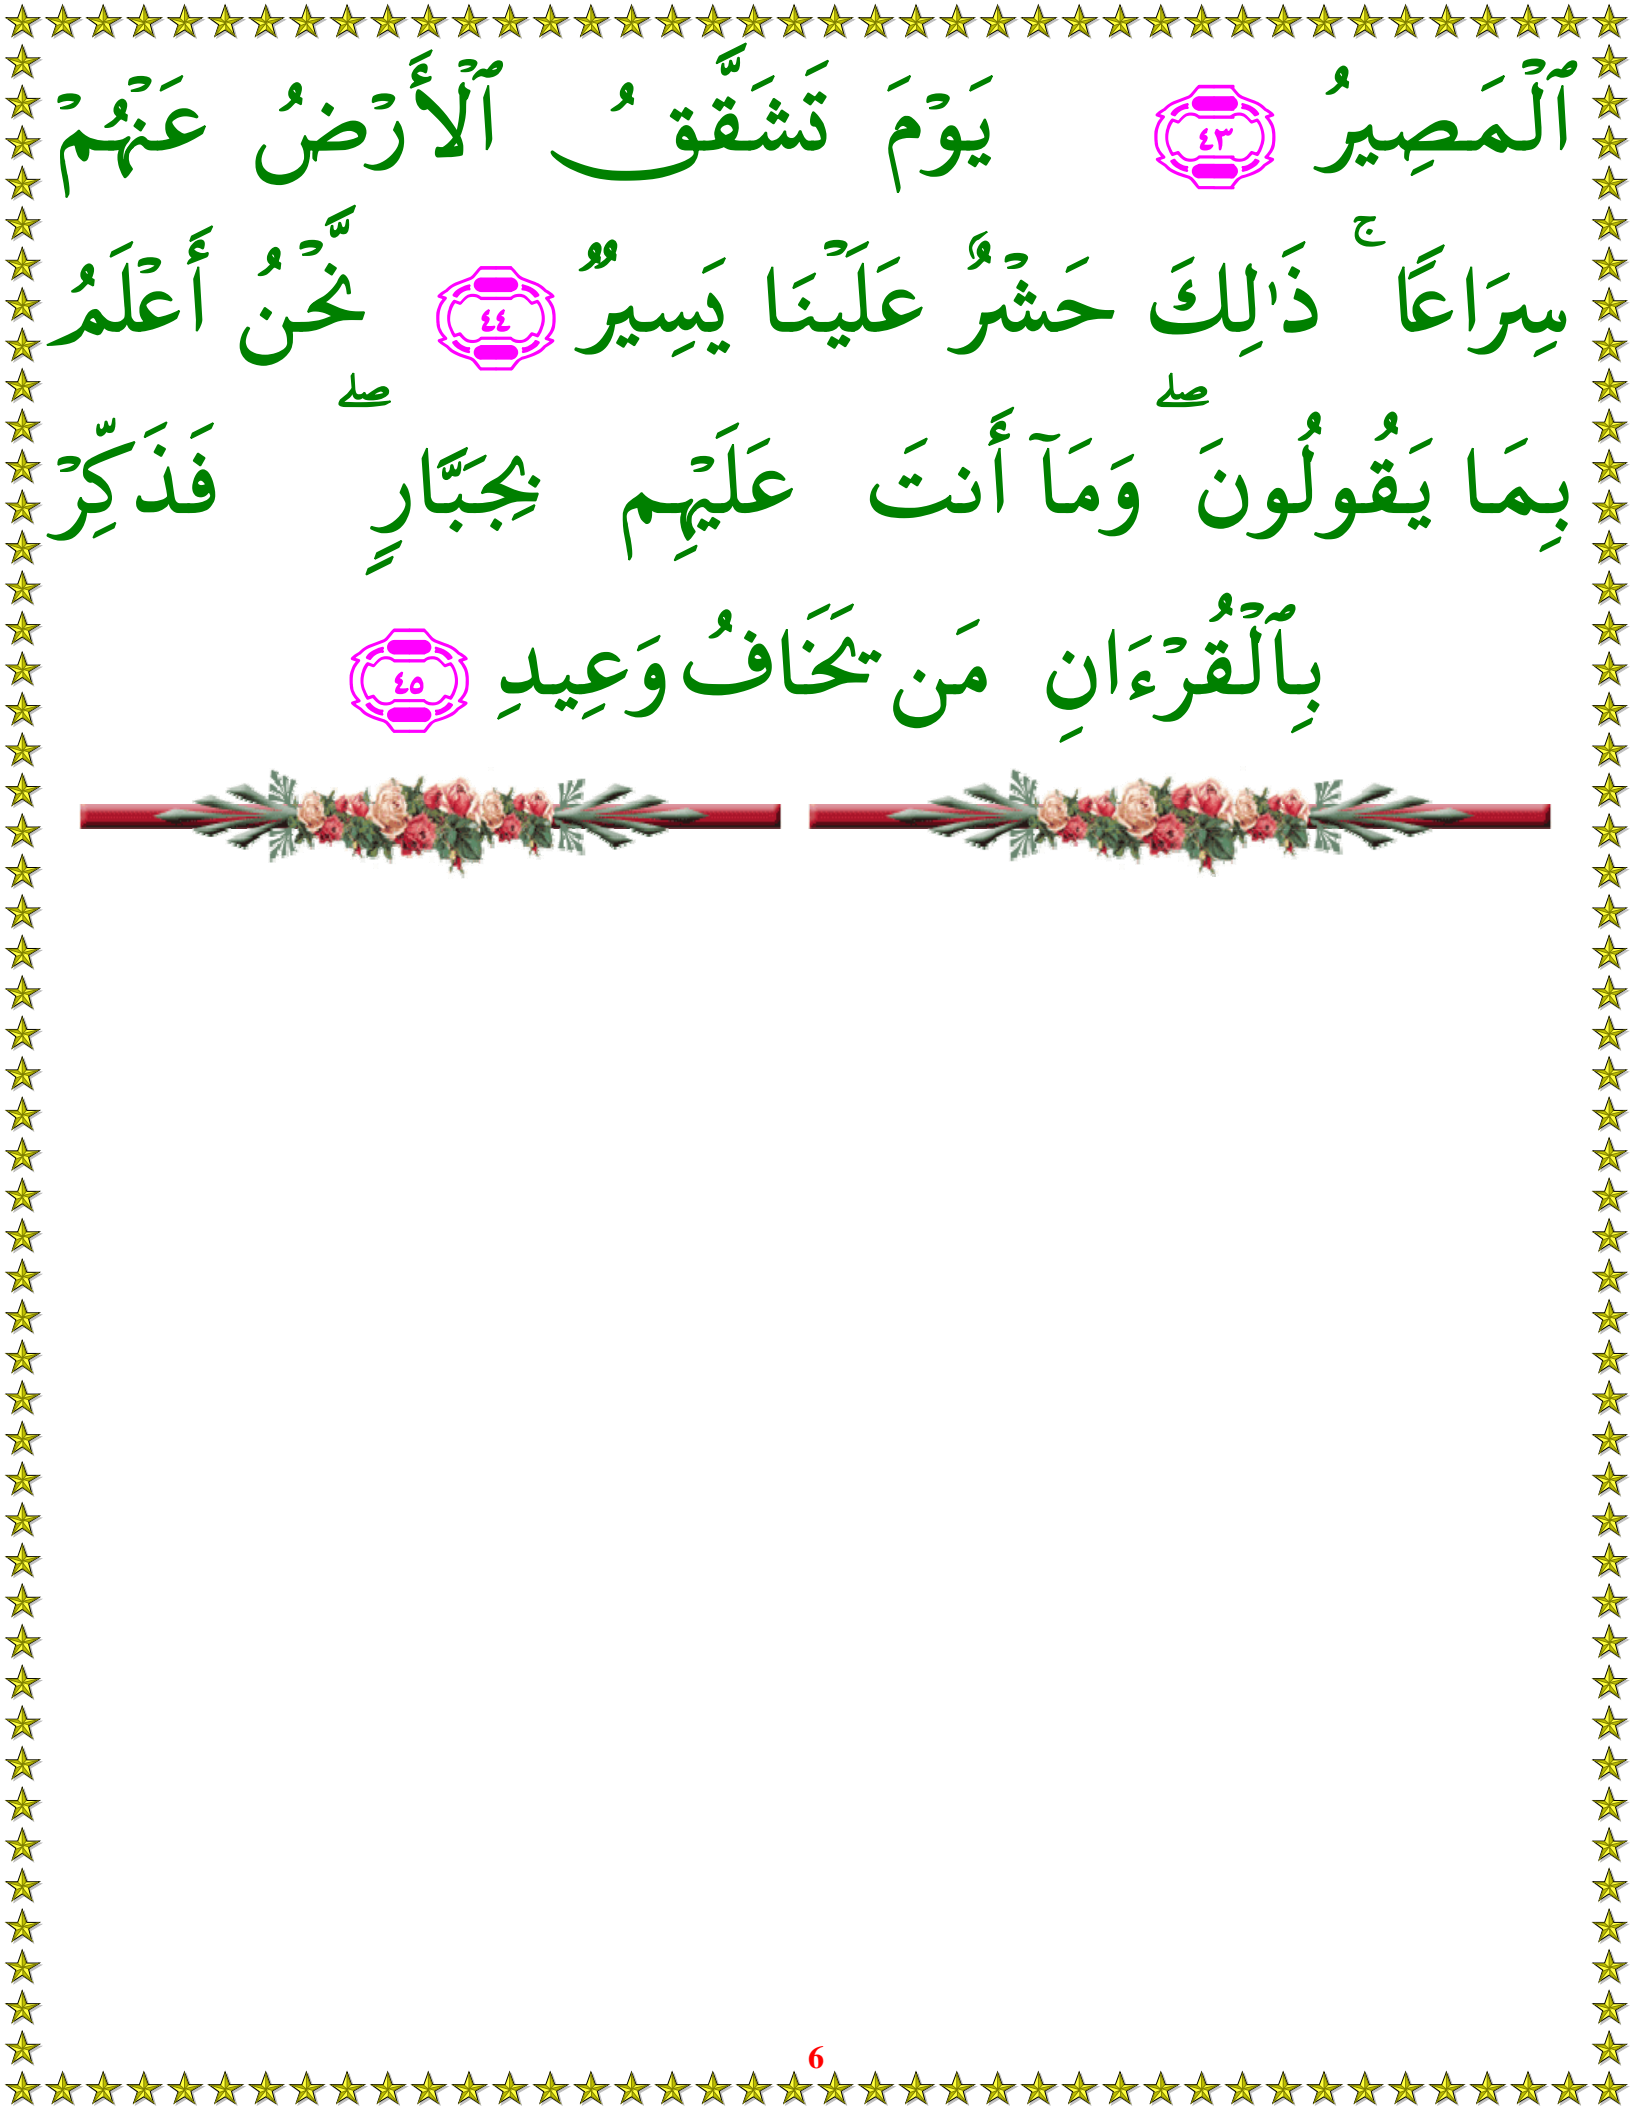 ٱلْمَصِيرُ ٤٣ يَوْمَ تَشَقَّقُ ٱلْأَرْضُ عَنْهُمْ
سِرَاعًا ۚ ذَٰلِكَ حَشْرٌ عَلَيْنَا يَسِيرٌ ٤٤ نَّحْنُ أَعْلَمُ
بِمَا يَقُولُونَ ۖ وَمَآ أَنتَ عَلَيْهِم بِجَبَّارٍ ۖ فَذَكِّرْ
بِٱلْقُرْءَانِ مَن يَخَافُ وَعِيدِ ٤٥
6